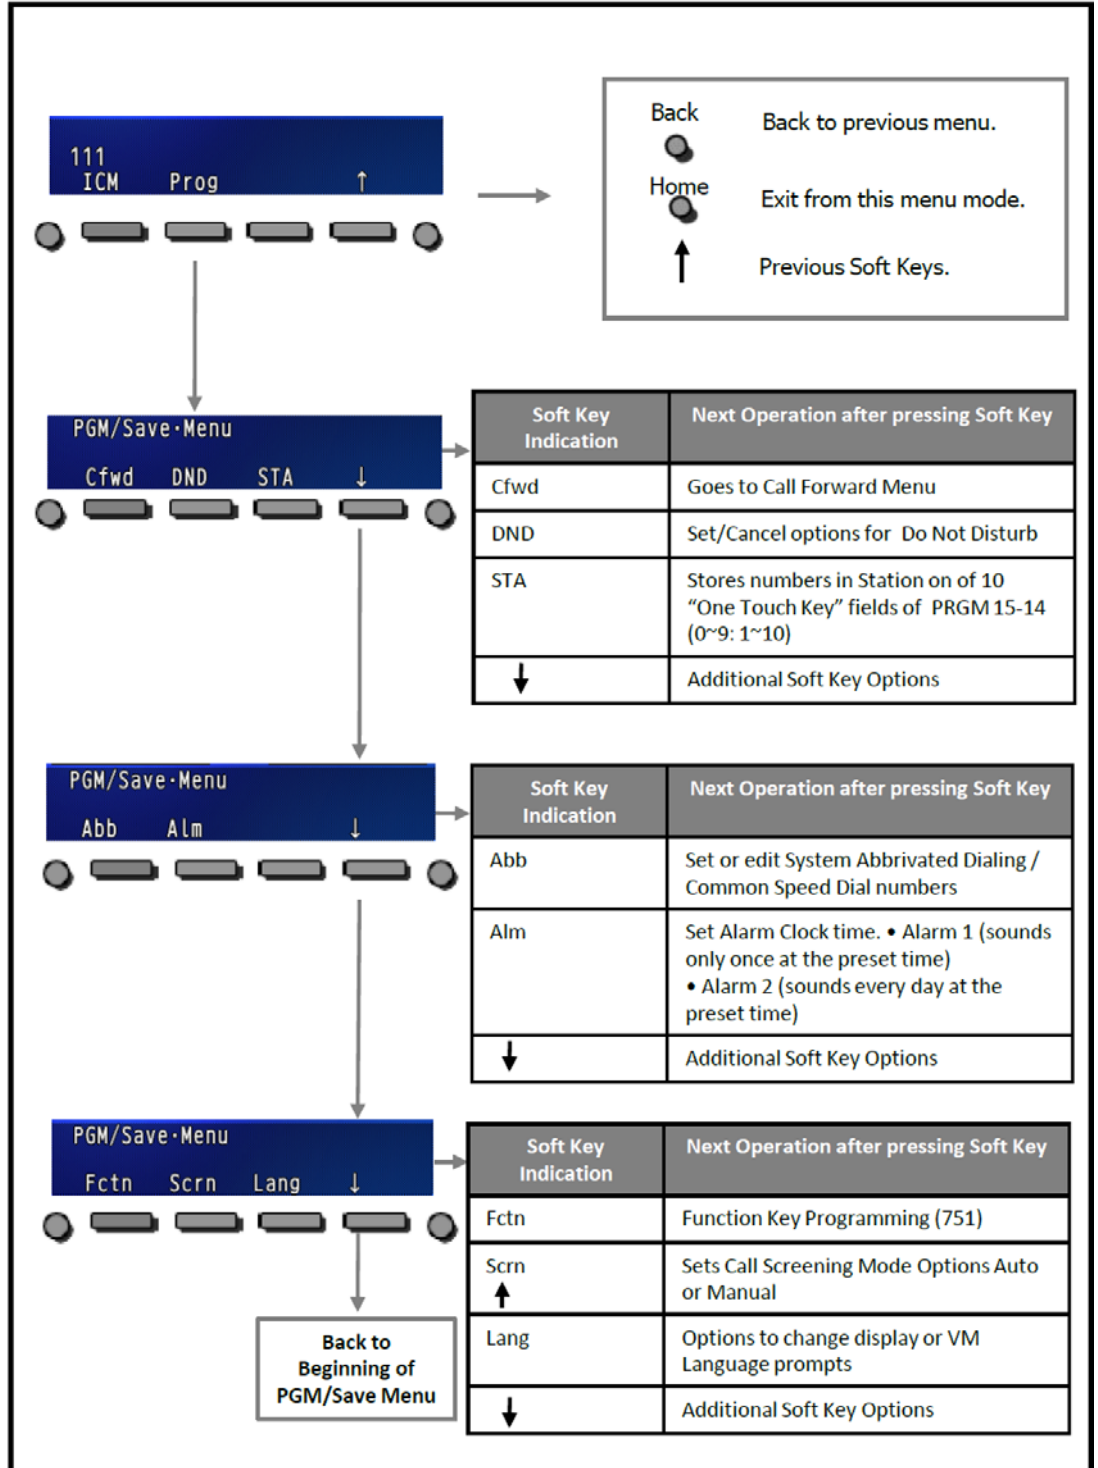 111
ICM Prog ↑
Back
Back to previous menu.
Home
Exit from this menu mode.
↑
Previous Soft Keys.
PGM/Save·Menu
Cfwd DND STA ↓
Soft Key
Indication
Next Operation after pressing Soft Key
Cfwd
Goes to Call Forward Menu
DND
Set/Cancel options for Do Not Disturb
STA
Stores numbers in Station on of 10
“One Touch Key” fields of PRGM 15-14
(0~9: 1~10)
↓
Additional Soft Key Options
PGM/Save·Menu
Abb Alm ↓
Soft Key
Indication
Next Operation after pressing Soft Key
Abb
Set or edit System Abbrivated Dialing /
Common Speed Dial numbers
Alm
Set Alarm Clock time. • Alarm 1 (sounds
only once at the preset time)
• Alarm 2 (sounds every day at the
preset time)
↓
Additional Soft Key Options
PGM/Save·Menu
Fctn Scrn Lang ↓
Soft Key
Indication
Next Operation after pressing Soft Key
Fctn
Function Key Programming (751)
Scrn
↑
Sets Call Screening Mode Options Auto
or Manual
Lang
Options to change display or VM
Language prompts
↓
Additional Soft Key Options
Back to
Beginning of
PGM/Save Menu